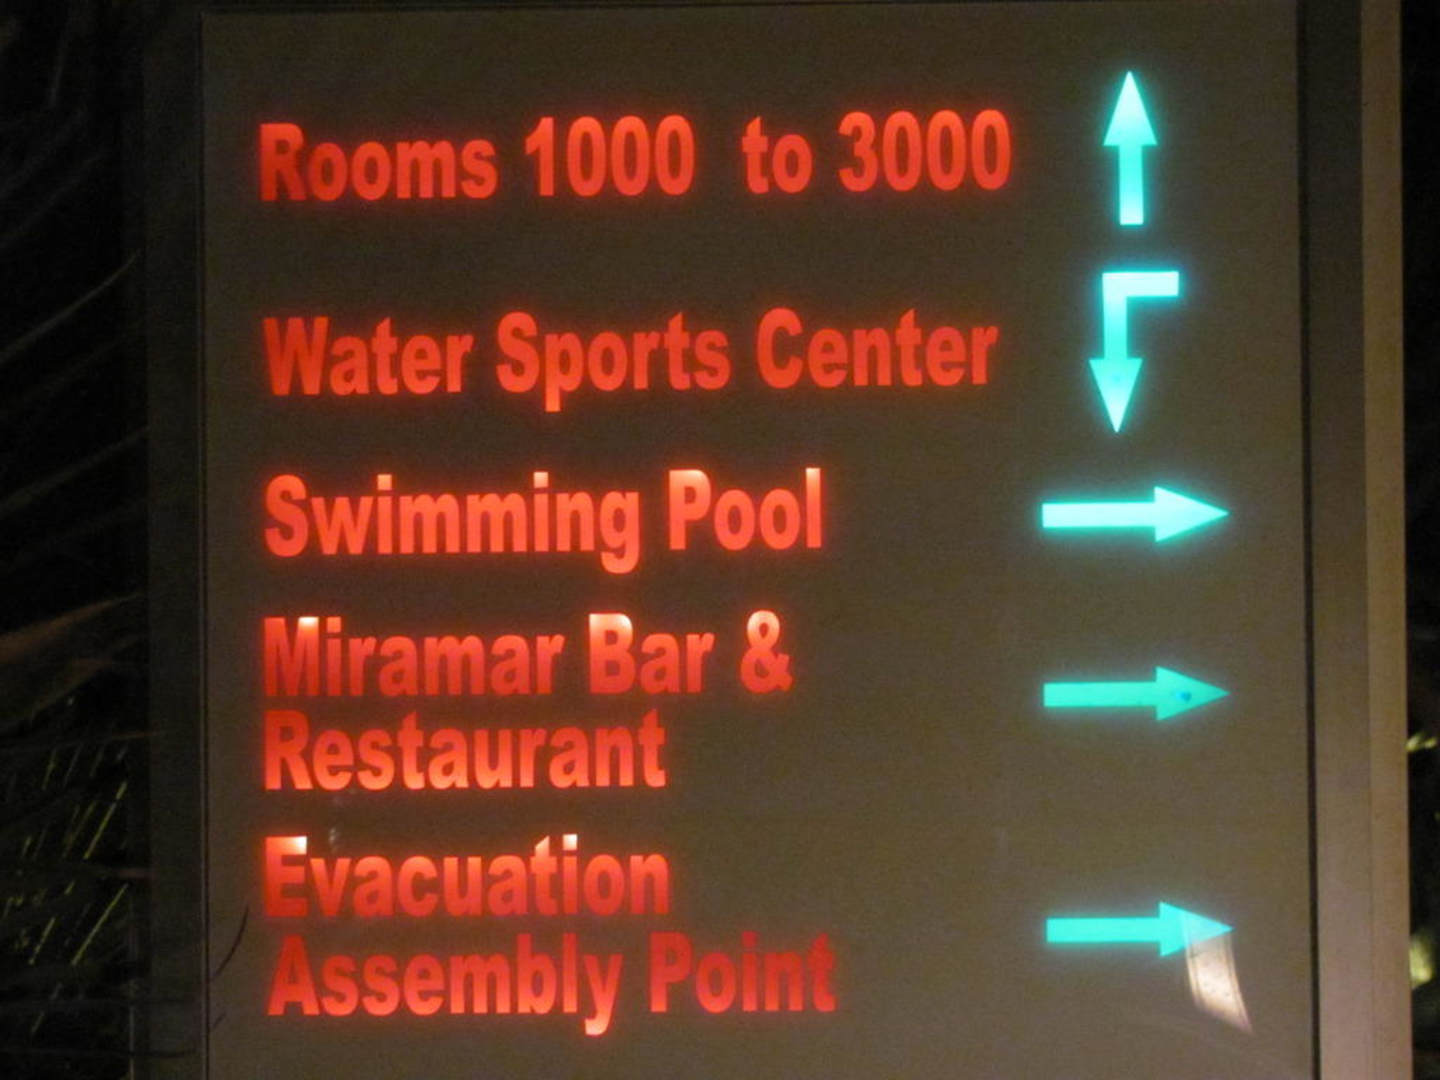 Rooms 1000 to 3000
Water Sports Center
Swimming Pool
Miramar Bar &
Restaurant
Evacuation
Assembly Point